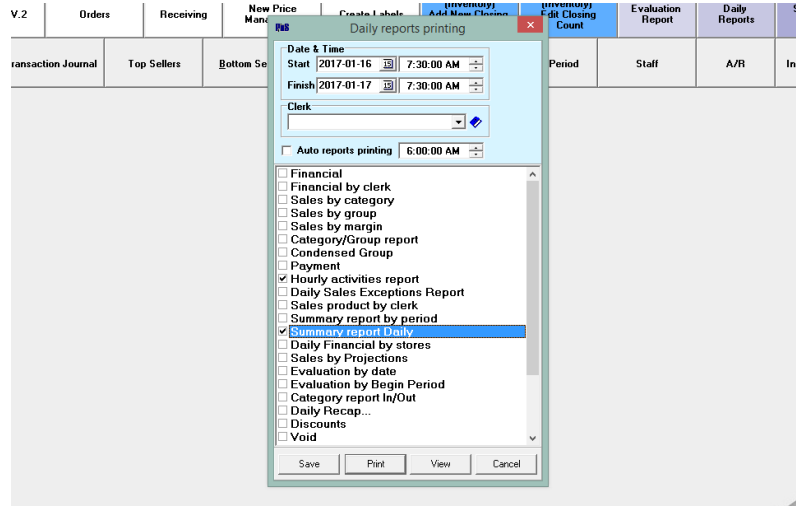 V.2
Orders
Receiving
New Price
Create Labels
(Inventory)
Add New Closing
(Inventory)
Edit Closing
Count
Evaluation
Report
Daily
Reports
Transaction Journal
Top Sellers
Bottom Se
Period
Staff
A/R
In
Daily reports printing
Date & Time
Start 2017-01-16 15 7:30:00 AM
Finish 2017-01-17 15 7:30:00 AM
Clerk
Auto reports printing 6:00:00 AM
Financial
Financial by clerk
Sales by category
Sales by group
Sales by margin
Category/Group report
Condensed Group
Payment
Hourly activities report
Daily Sales Exceptions Report
Sales product by clerk
Summary report by period
Summary report Daily
Daily Financial by stores
Sales by Projections
Evaluation by date
Evaluation by Begin Period
Category report In/Out
Daily Recap...
Discounts
Void
Save
Print
View
Cancel